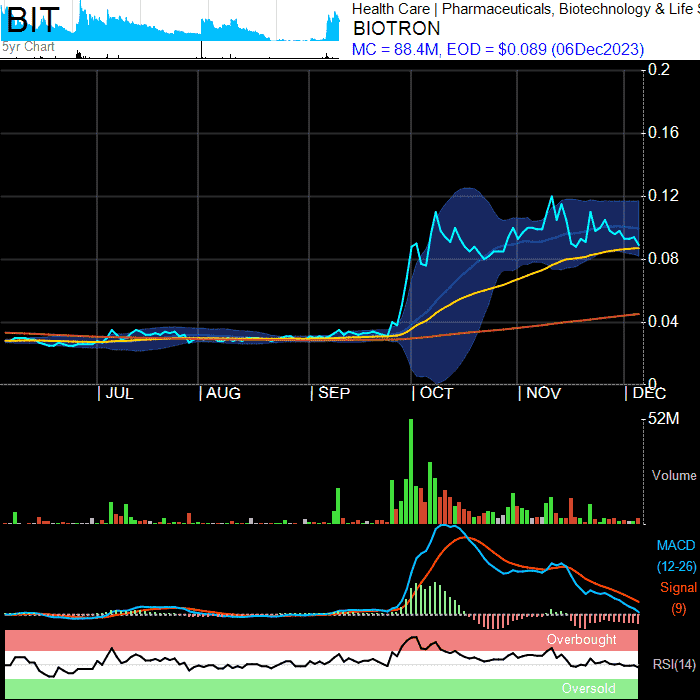 BIT
5yr Chart
Health Care | Pharmaceuticals, Biotechnology & Life S
BIOTRON
MC = 88.4M, EOD = $0.089 (06Dec2023)
0.2
0.16
0.12
0.08
0.04
0
| JUL | AUG | SEP | OCT | NOV | DEC
52M
Volume
MACD
(12-26)
Signal
(9)
Overbought
RSI(14)
Oversold